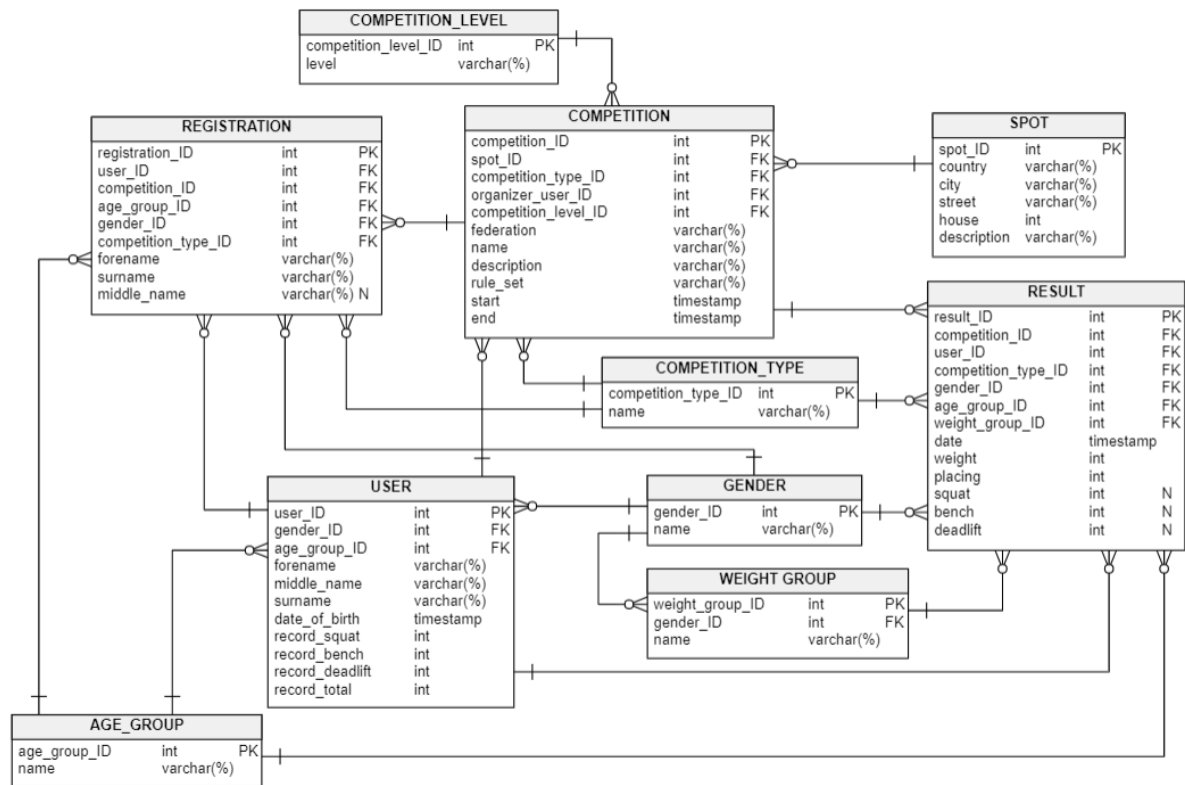 COMPETITION_LEVEL
competition_level_ID int PK
level varchar(%)
REGISTRATION
registration_ID int PK
user_ID int FK
competition_ID int FK
age_group_ID int FK
gender_ID int FK
competition_type_ID int FK
forename varchar(%)
surname varchar(%)
middle_name varchar(%) N
COMPETITION
competition_ID int PK
spot_ID int FK
competition_type_ID int FK
organizer_user_ID int FK
competition_level_ID int FK
federation varchar(%)
name varchar(%)
description varchar(%)
rule_set varchar(%)
start timestamp
end timestamp
SPOT
spot_ID int PK
country varchar(%)
city varchar(%)
street varchar(%)
house int
description varchar(%)
RESULT
result_ID int PK
competition_ID int FK
user_ID int FK
competition_type_ID int FK
gender_ID int FK
age_group_ID int FK
weight_group_ID int FK
date timestamp
weight int
placing int
squat int N
bench int N
deadlift int N
COMPETITION_TYPE
competition_type_ID int PK
name varchar(%)
USER
user_ID int PK
gender_ID int FK
age_group_ID int FK
forename varchar(%)
middle_name varchar(%)
surname varchar(%)
date_of_birth timestamp
record_squat int
record_bench int
record_deadlift int
record_total int
GENDER
gender_ID int PK
name varchar(%)
WEIGHT GROUP
weight_group_ID int PK
gender_ID int FK
name varchar(%)
AGE_GROUP
age_group_ID int PK
name varchar(%)